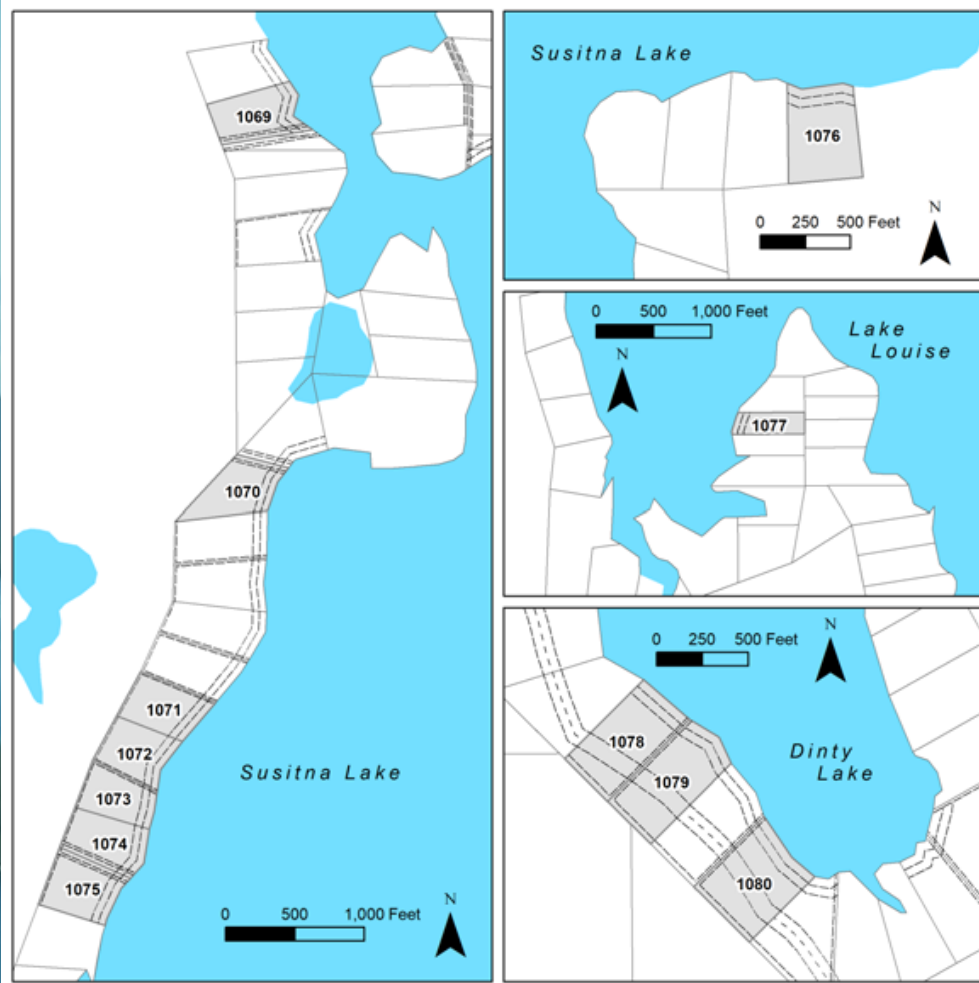 1069
1070
1071
1072
1073
1074
1075
Susitna Lake
0 500 1,000 Feet
N
Susitna Lake
1076
0 250 500 Feet
N
0 500 1,000 Feet
N
Lake
Louise
1077
0 250 500 Feet
N
1078
1079
1080
Dinty
Lake